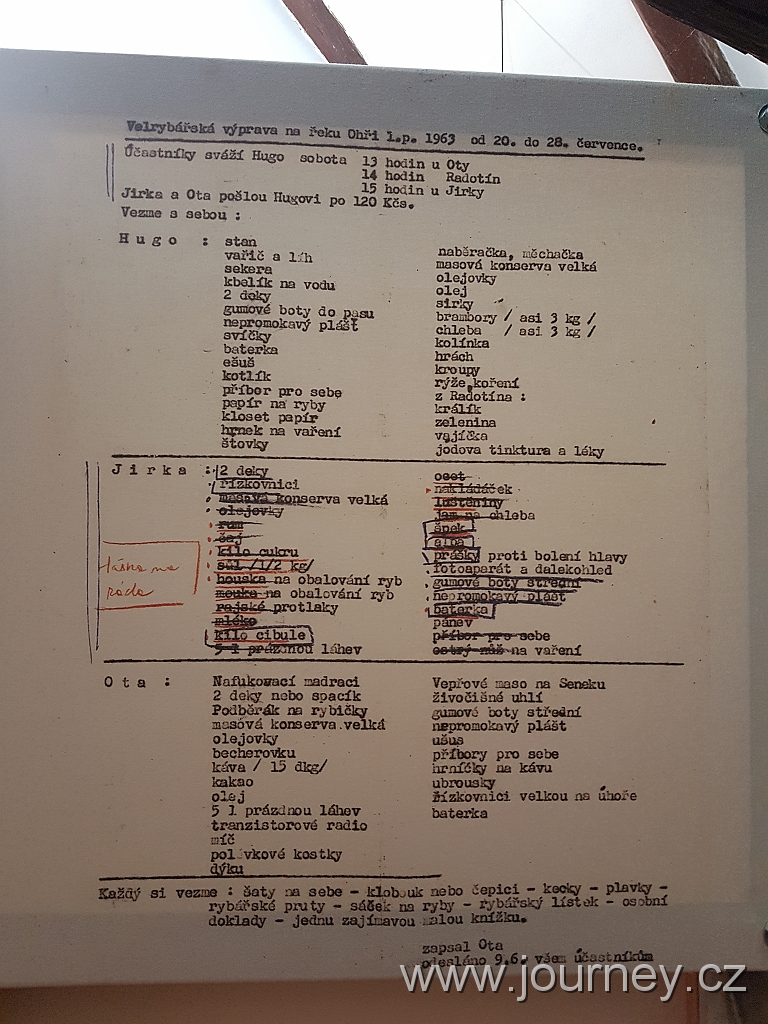 Velrybářská výprava na řeku Ohři l.p. 1963 od 20. do 28. července.
Účastníky sváží Hugo sobota 13 hodin u Oty
14 hodin Radotín
15 hodin u Jirky
Jirka a Ota pošlou Hugovi po 120 Kčs.
Vezme s sebou :
Hugo :
stan
vařič a líh
sekera
kbelík na vodu
2 deky
gumové boty do pasu
nepromokavý plášt
svíčky
baterka
ešuš
kotlík
příbor pro sebe
papír na ryby
kloset papír
hrnek na vaření
štovky
naběračka, měchačka
masová konserva velká
olejovky
olej
sirky
brambory / asi 3 kg /
chleba / asi 3 kg /
kolínka
hrách
kroupy
rýže,koření
z Radotína :
králík
zelenina
vajíčka
jodova tinktura a léky
Jirka :
2 deky
řízkovnici
masová konserva velká
olejovky
rum
čaj
kilo cukru
sůl /1/2 kg/
houska na obalování ryb
mouka na obalování ryb
rajské protlaky
mléko
kilo cibule
5 l prázdnou láhev
ocet
nakládáček
luštěniny
jam na chleba
špek
alpa
prášky proti bolení hlavy
fotoaparát a dalekohled
gumové boty střední
nepromokavý plášt
baterka
pánev
příbor pro sebe
ostrý nůž na vaření
Ota :
Nafukovací madraci
2 deky nebo spacík
Podběrák na rybičky
masová konserva velká
olejovky
becherovku
káva / 15 dkg/
kakao
olej
5 l prázdnou láhev
tranzistorové radio
míč
polívkové kostky
dýku
Vepřové maso na Seneku
živočišné uhlí
gumové boty střední
nepromokavý plášt
ušus
příbory pro sebe
hrníčky na kávu
ubrousky
řízkovnici velkou na úhoře
baterka
Každý si vezme : šaty na sebe - klobouk nebo čepici - kecky - plavky -
rybářské pruty - sáček na ryby - rybářský lístek - osobní
doklady - jednu zajímavou malou knížku.
zapsal Ota
odesláno 9.6. všem účastníkům
www.journey.cz